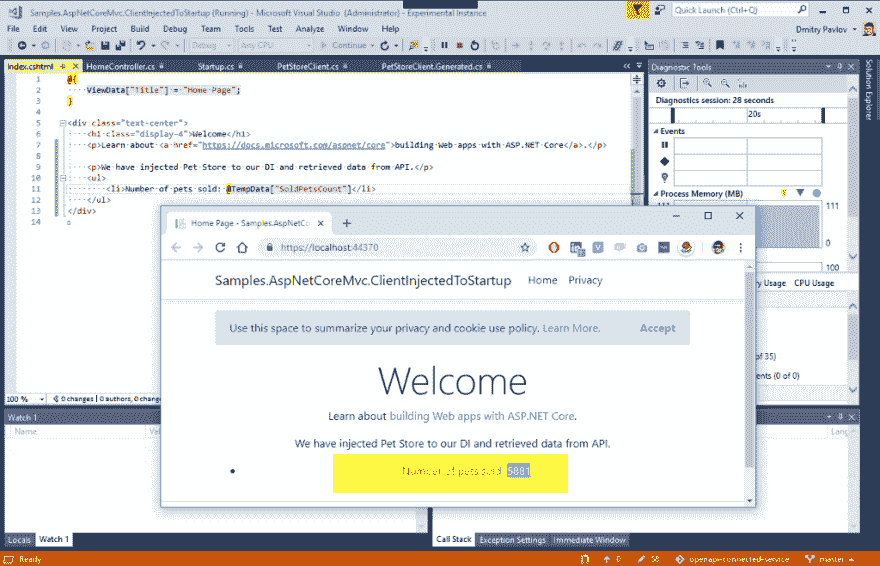 Samples.AspNetCoreMvc.ClientInjectedToStartup (Running) - Microsoft Visual Studio (Administrator) - Experimental Instance
Quick Launch (Ctrl+Q)
File Edit View Project Build Debug Team Tools Test Analyze Window Help
Dmitry Pavlov
Debug Any CPU Continue
Index.cshtml HomeController.cs Startup.cs PetStoreClient.cs PetStoreClient.Generated.cs
Diagnostic Tools
Solution Explorer
1 @{
2 ViewData["Title"] = "Home Page";
3 }
4
5 <div class="text-center">
6 <h1 class="display-4">Welcome</h1>
7 <p>Learn about <a href="https://docs.microsoft.com/aspnet/core">building Web apps with ASP.NET Core</a>.</p>
8
9 <p>We have injected Pet Store to our DI and retrieved data from API.</p>
10 <ul>
11 <li>Number of pets sold: @TempData["SoldPetsCount"]</li>
12 </ul>
13 </div>
14
Diagnostics session: 28 seconds
20s
Events
Process Memory (MB)
111 111
0
100 100
CPU Usage
of 35)
ents (0 of 0)
Home Page - Samples.AspNetCo
https://localhost:44370
Samples.AspNetCoreMvc.ClientInjectedToStartup Home Privacy
Use this space to summarize your privacy and cookie use policy. Learn More. Accept
Welcome
Learn about building Web apps with ASP.NET Core.
We have injected Pet Store to our DI and retrieved data from API.
Number of pets sold: 5881
100 % 0 changes | 0 authors, 0 change
Watch 1
Name Val Lang
Locals Watch 1
Call Stack Exception Settings Immediate Window
Ready 0 58 openapi-connected-service master